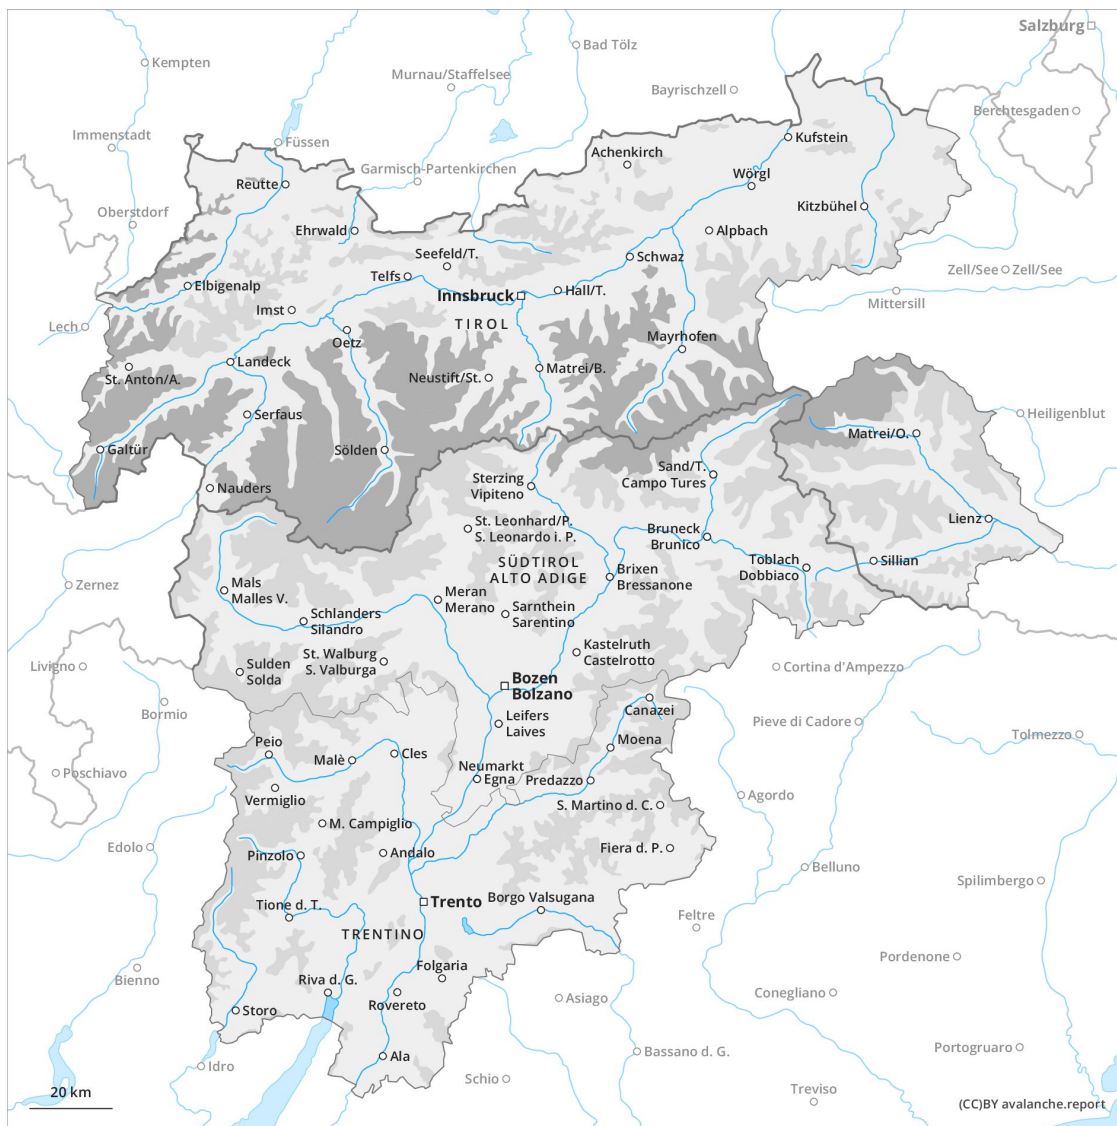 Salzburg
Kempten
Bad Tölz
Murnau/Staffelsee
Bayrischzell
Berchtesgaden
Immenstadt
Füssen
Kufstein
Achenkirch
Garmisch-Partenkirchen
Wörgl
Reutte
Oberstdorf
Kitzbühel
Ehrwald
Alpbach
Seefeld/T.
Schwaz
Telfs
Zell/See
Zell/See
Elbigenalp
Hall/T.
Innsbruck
Mittersill
Imst
TIROL
Lech
Oetz
Mayrhofen
Landeck
Matrei/B.
St. Anton/A.
Neustift/St.
Serfaus
Heiligenblut
Matrei/O.
Galtür
Sölden
Sand/T.
Campo Tures
Sterzing
Vipiteno
Nauders
Lienz
St. Leonhard/P.
S. Leonardo i. P.
Bruneck
Brunico
SÜDTIROL
ALTO ADIGE
Toblach
Dobbiaco
Sillian
Brixen
Bressanone
Zernez
Mals
Malles V.
Meran
Merano
Sarnthein
Sarentino
Schlanders
Silandro
Kastelruth
Castelrotto
St. Walburg
S. Valburga
Livigno
Sulden
Solda
Cortina d'Ampezzo
Bozen
Bolzano
Bormio
Canazei
Leifers
Laives
Pieve di Cadore
Tolmezzo
Moena
Peio
Cles
Malè
Poschiavo
Neumarkt
Egna
Predazzo
Vermiglio
Agordo
S. Martino d. C.
M. Campiglio
Edolo
Fiera d. P.
Pinzolo
Andalo
Belluno
Spilimbergo
Borgo Valsugana
Trento
Tione d. T.
Feltre
TRENTINO
Pordenone
Folgaria
Bienno
Riva d. G.
Conegliano
Asiago
Rovereto
Storo
Portogruaro
Bassano d. G.
Ala
Idro
Schio
Treviso
20 km
(CC)BY avalanche.report